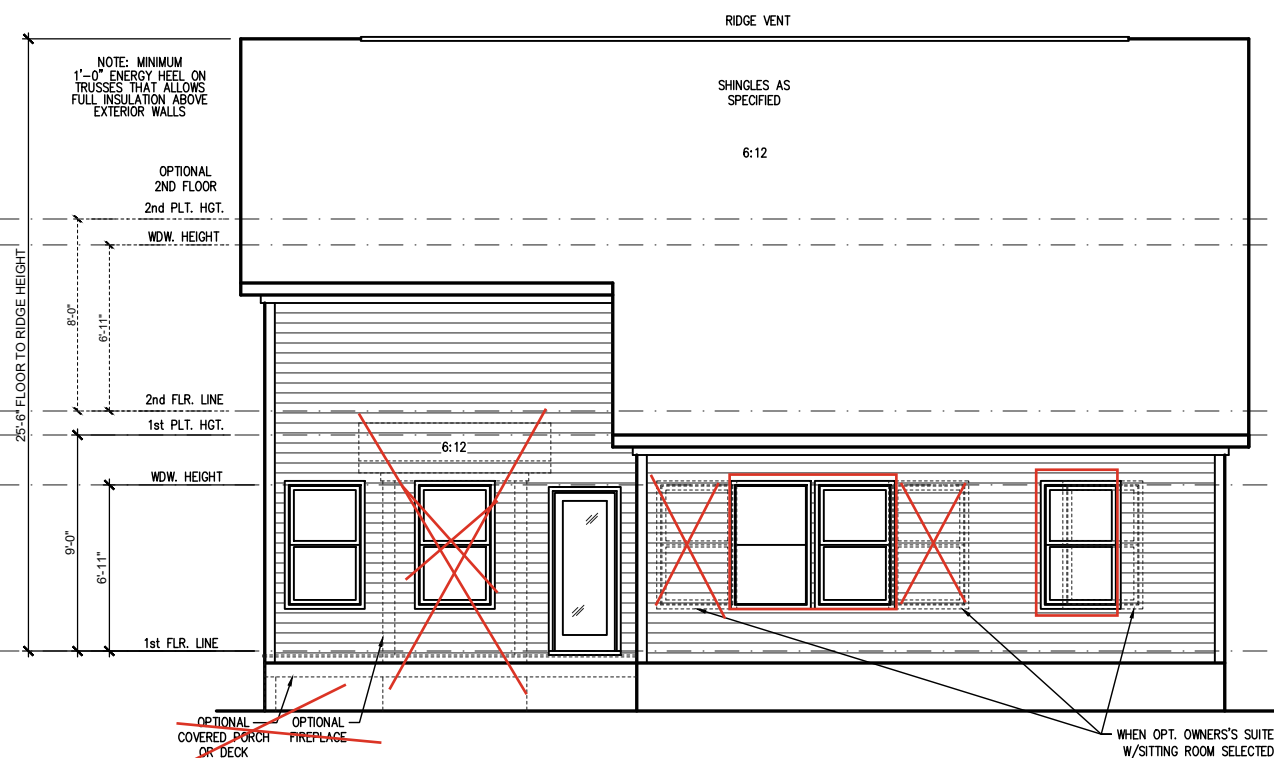 RIDGE VENT
NOTE: MINIMUM
1'-0" ENERGY HEEL ON
TRUSSES THAT ALLOWS
FULL INSULATION ABOVE
EXTERIOR WALLS
SHINGLES AS
SPECIFIED
6:12
OPTIONAL
2ND FLOOR
2nd PLT. HGT.
WDW. HEIGHT
25'-6" FLOOR TO RIDGE HEIGHT
8'-0"
6'-11"
2nd FLR. LINE
1st PLT. HGT.
6:12
WDW. HEIGHT
9'-0"
6'-11"
1st FLR. LINE
OPTIONAL
COVERED PORCH
OR DECK
OPTIONAL
FIREPLACE
WHEN OPT. OWNERS'S SUITE
W/SITTING ROOM SELECTED